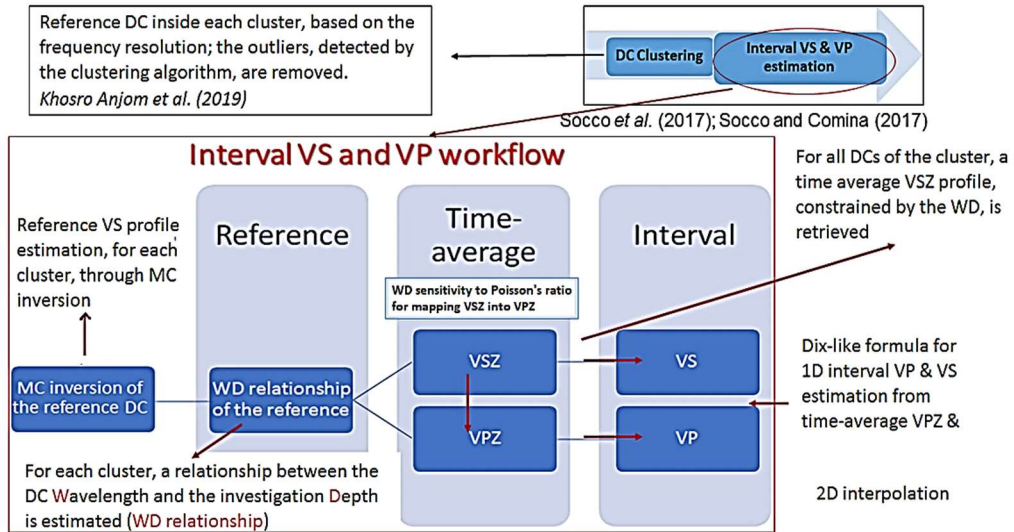 Reference DC inside each cluster, based on the
frequency resolution; the outliers, detected by
the clustering algorithm, are removed.
Khosro Anjom et al. (2019)
DC Clustering
Interval VS & VP
estimation
Socco et al. (2017); Socco and Comina (2017)
Interval VS and VP workflow
Reference VS profile
estimation, for each
cluster, through MC
inversion
Reference
Time-
average
Interval
WD sensitivity to Poisson's ratio
for mapping VSZ into VPZ
For all DCs of the cluster, a
time average VSZ profile,
constrained by the WD, is
retrieved
MC inversion of
the reference DC
WD relationship
of the reference
VSZ
VS
VPZ
VP
Dix-like formula for
1D interval VP & VS
estimation from
time-average VPZ &
For each cluster, a relationship between the
DC Wavelength and the investigation Depth
is estimated (WD relationship)
2D interpolation